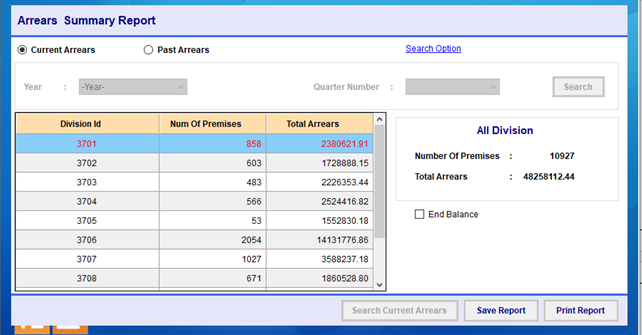 Arrears Summary Report
Current Arrears Past Arrears Search Option
Year : -Year- Quarter Number : Search
Division Id Num Of Premises Total Arrears
3701 858 2380621.91
3702 603 1728888.15
3703 483 2226353.44
3704 566 2524416.82
3705 53 1552830.18
3706 2054 14131776.86
3707 1027 3588237.18
3708 671 1860528.80
All Division
Number Of Premises : 10927
Total Arrears : 48258112.44
End Balance
Search Current Arrears Save Report Print Report